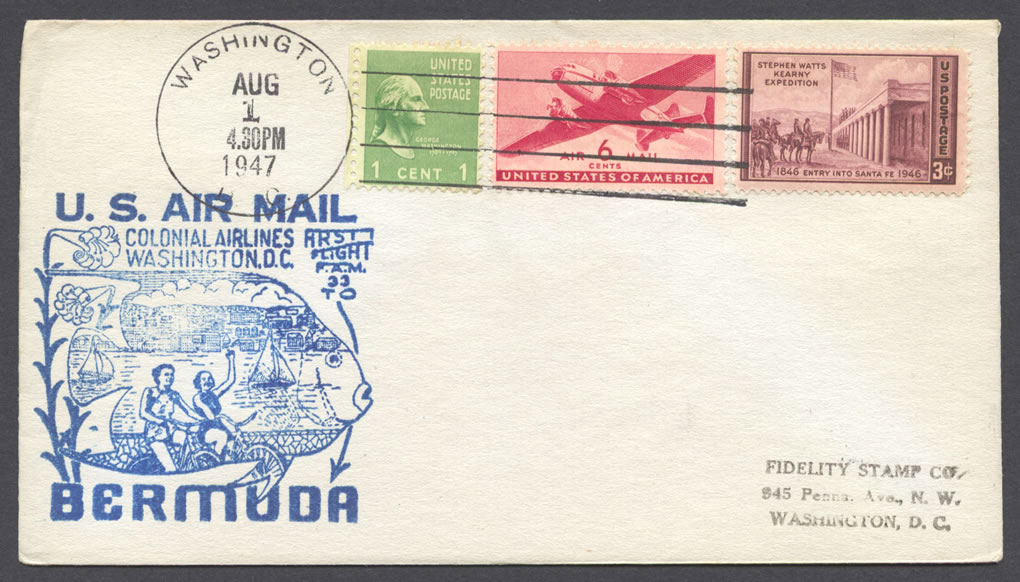 WASHINGTON
AUG
1
4.30PM
1947
UNITED
STATES
POSTAGE
GEORGE
WASHINGTON
1 CENT 1
6
AIR MAIL
CENTS
UNITED STATES OF AMERICA
STEPHEN WATTS
KEARNY
EXPEDITION
U.S. POSTAGE
3¢
1846 ENTRY INTO SANTA FE 1946
U. S. AIR MAIL
COLONIAL AIRLINES
WASHINGTON, D.C.
FIRST
FLIGHT
F.A.M.
33
TO
BERMUDA
FIDELITY STAMP CO.
945 Penna. Ave., N. W.
WASHINGTON, D. C.